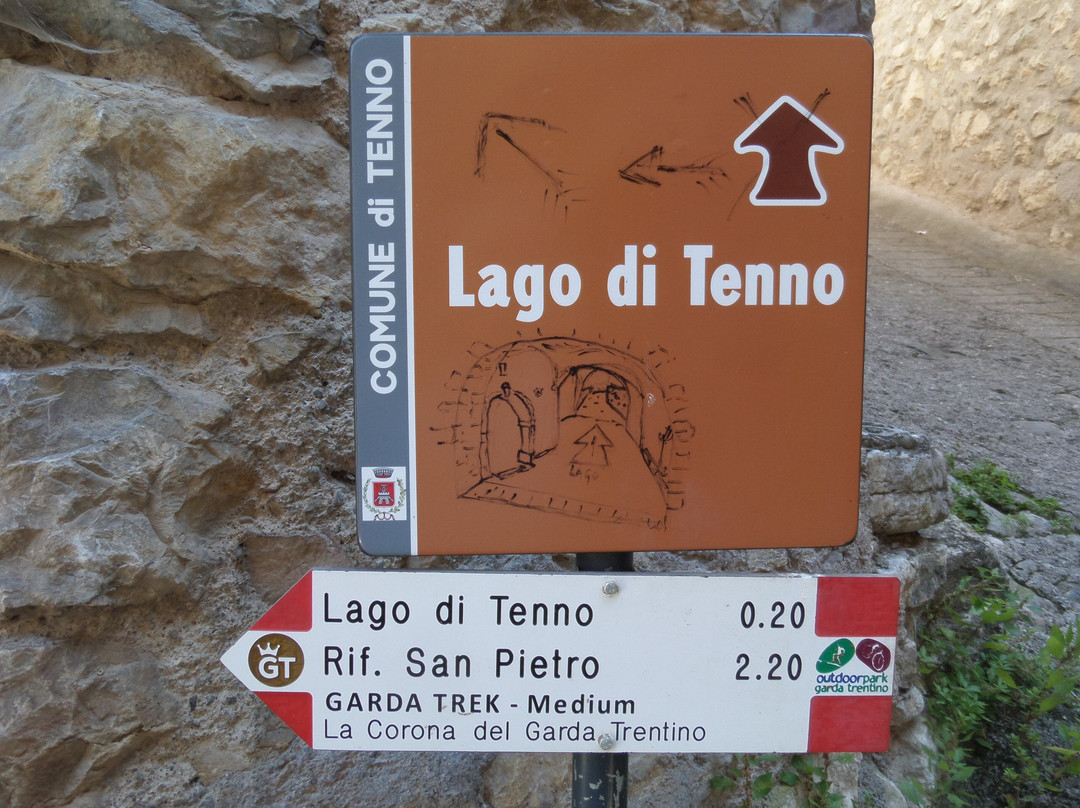 COMUNE di TENNO
Lago di Tenno
Lago
Lago di Tenno 0.20
GT
Rif. San Pietro 2.20
GARDA TREK - Medium
La Corona del Garda Trentino
outdoorpark
garda trentino